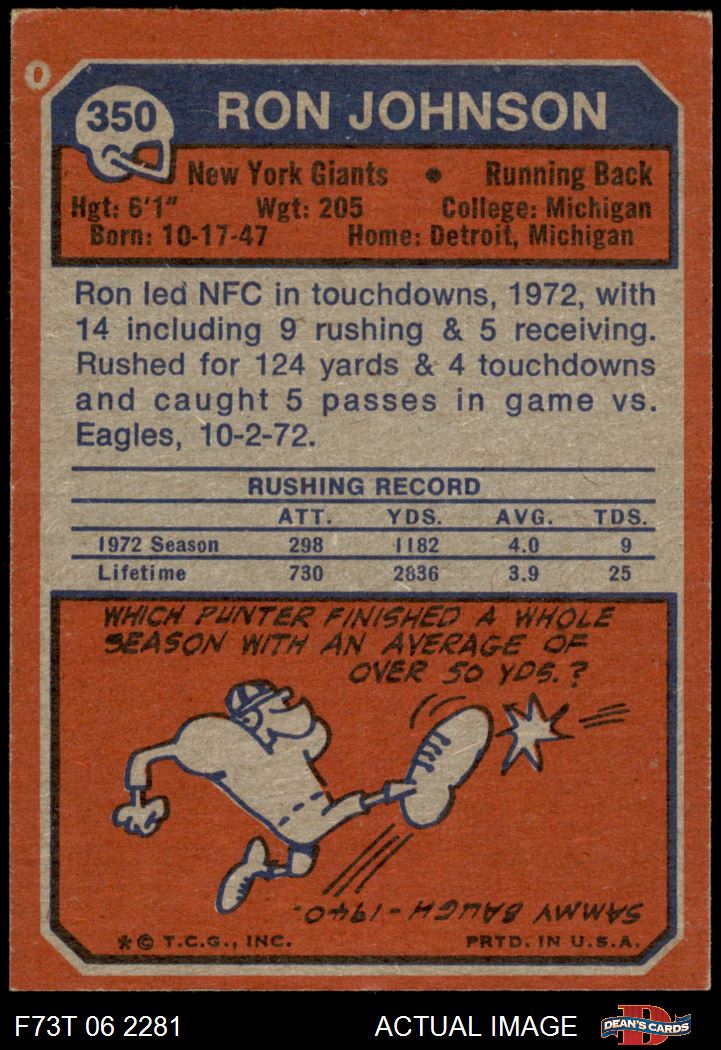 350
RON JOHNSON
New York Giants • Running Back
Hgt: 6'1" Wgt: 205 College: Michigan
Born: 10-17-47 Home: Detroit, Michigan
Ron led NFC in touchdowns, 1972, with
14 including 9 rushing & 5 receiving.
Rushed for 124 yards & 4 touchdowns
and caught 5 passes in game vs.
Eagles, 10-2-72.
RUSHING RECORD
ATT. YDS. AVG. TDS.
1972 Season 298 1182 4.0 9
Lifetime 730 2836 3.9 25
WHICH PUNTER FINISHED A WHOLE
SEASON WITH AN AVERAGE OF
OVER 50 YDS.?
SAMMY BAUGH - 1940.
*© T.C.G., INC. PRTD. IN U.S.A.
F73T 06 2281 ACTUAL IMAGE D DEAN'S CARDS